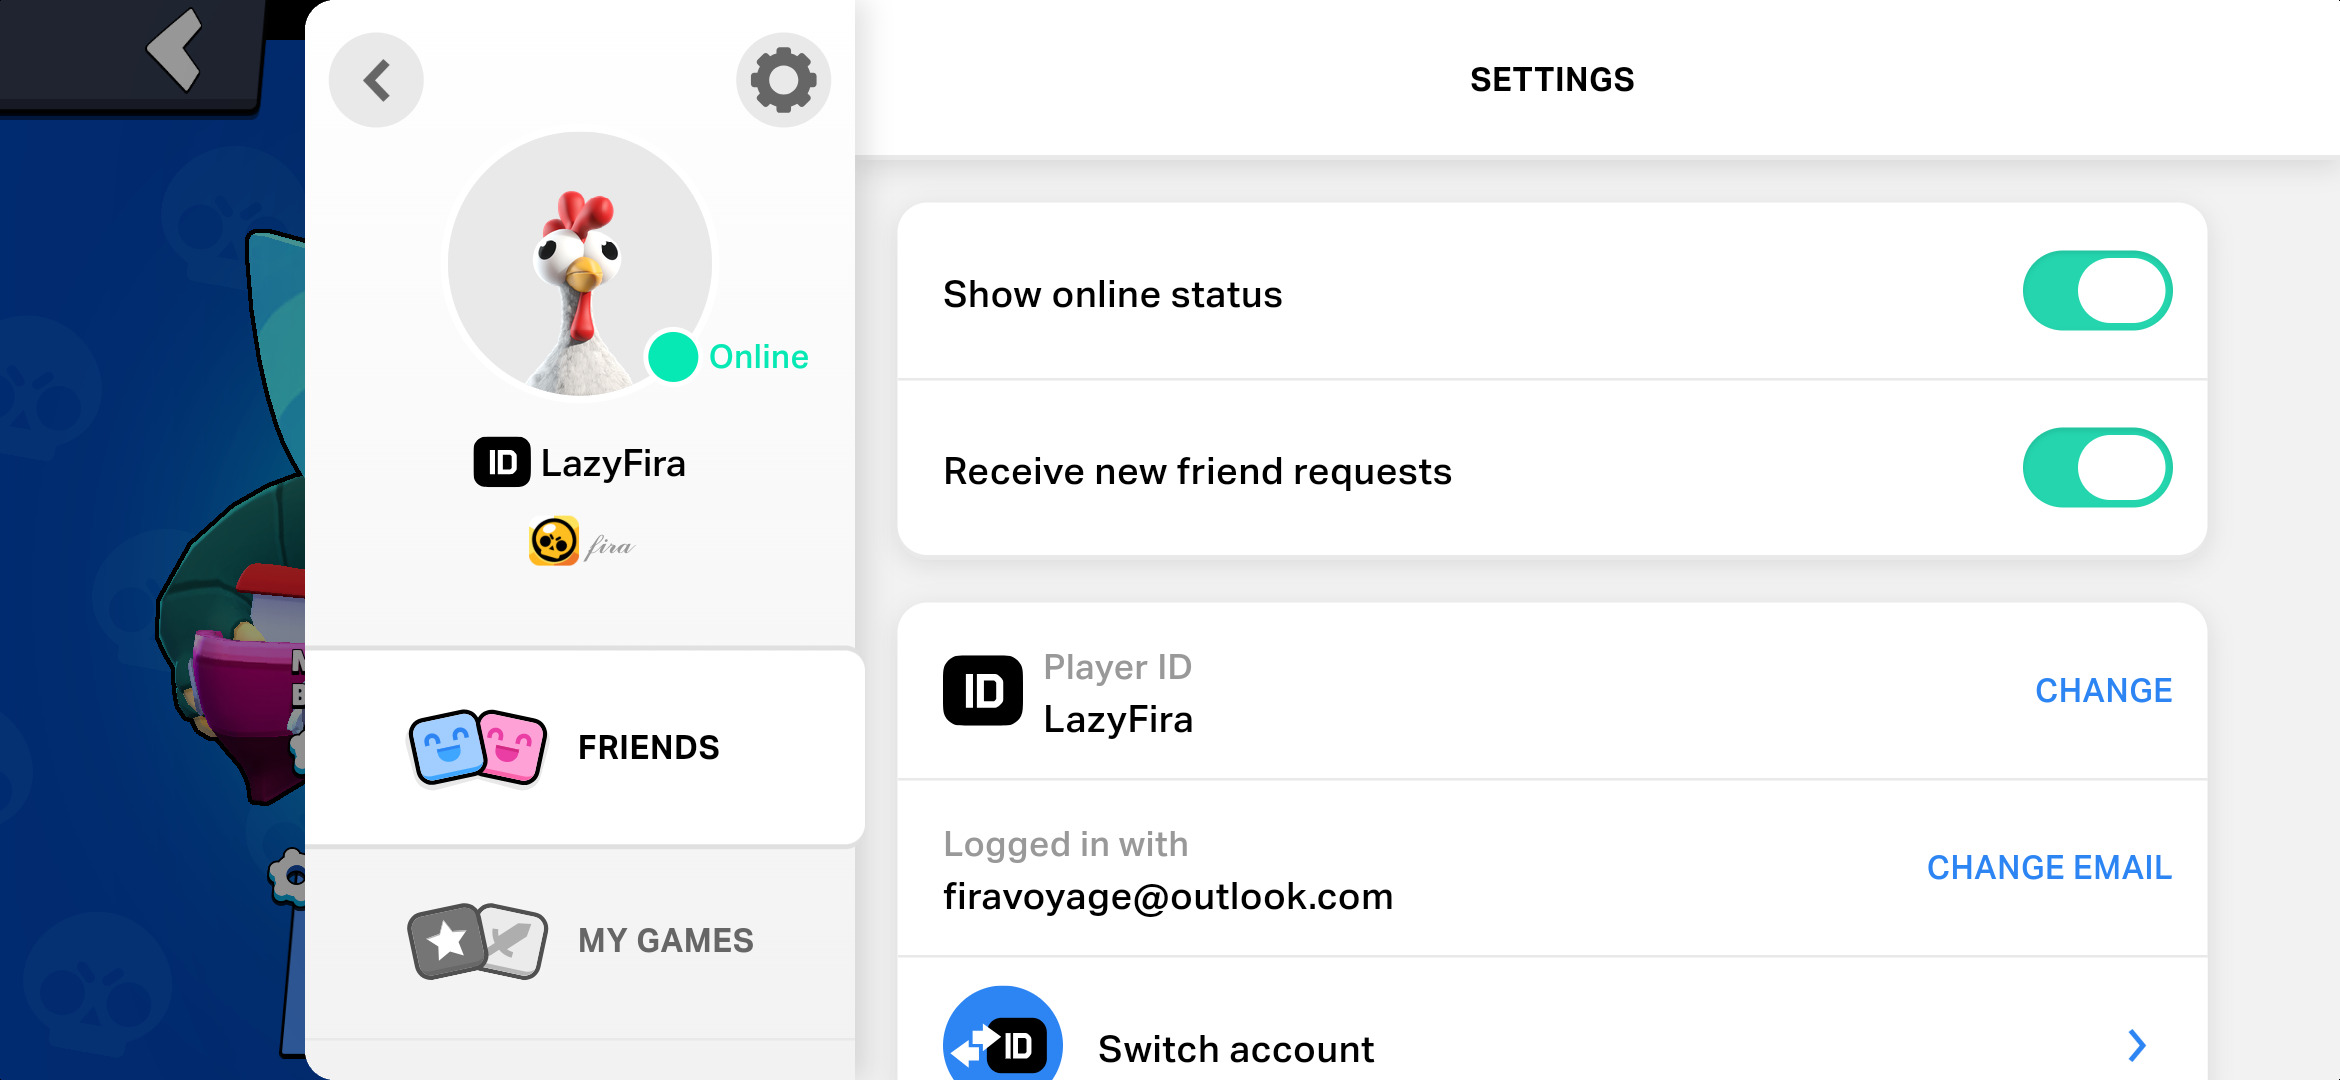 SETTINGS
Online
ID LazyFira
fira
FRIENDS
MY GAMES
Show online status
Receive new friend requests
ID
Player ID
LazyFira
CHANGE
Logged in with
firavoyage@outlook.com
CHANGE EMAIL
ID
Switch account